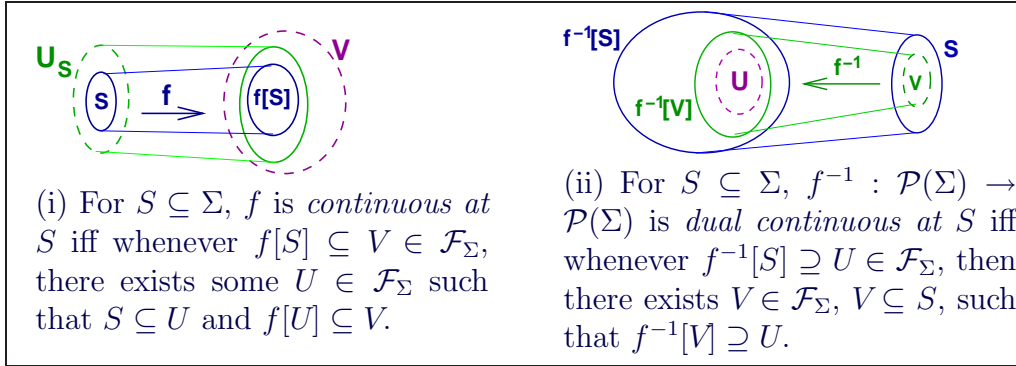 U_S
S
f
f[S]
V
(i) For S ⊆ Σ, f is continuous at
S iff whenever f[S] ⊆ V ∈ ℱ_Σ,
there exists some U ∈ ℱ_Σ such
that S ⊆ U and f[U] ⊆ V.
f⁻¹[S]
U
f⁻¹[V]
f⁻¹
V
S
(ii) For S ⊆ Σ, f⁻¹ : 𝒫(Σ) →
𝒫(Σ) is dual continuous at S iff
whenever f⁻¹[S] ⊇ U ∈ ℱ_Σ, then
there exists V ∈ ℱ_Σ, V ⊆ S, such
that f⁻¹[V] ⊇ U.